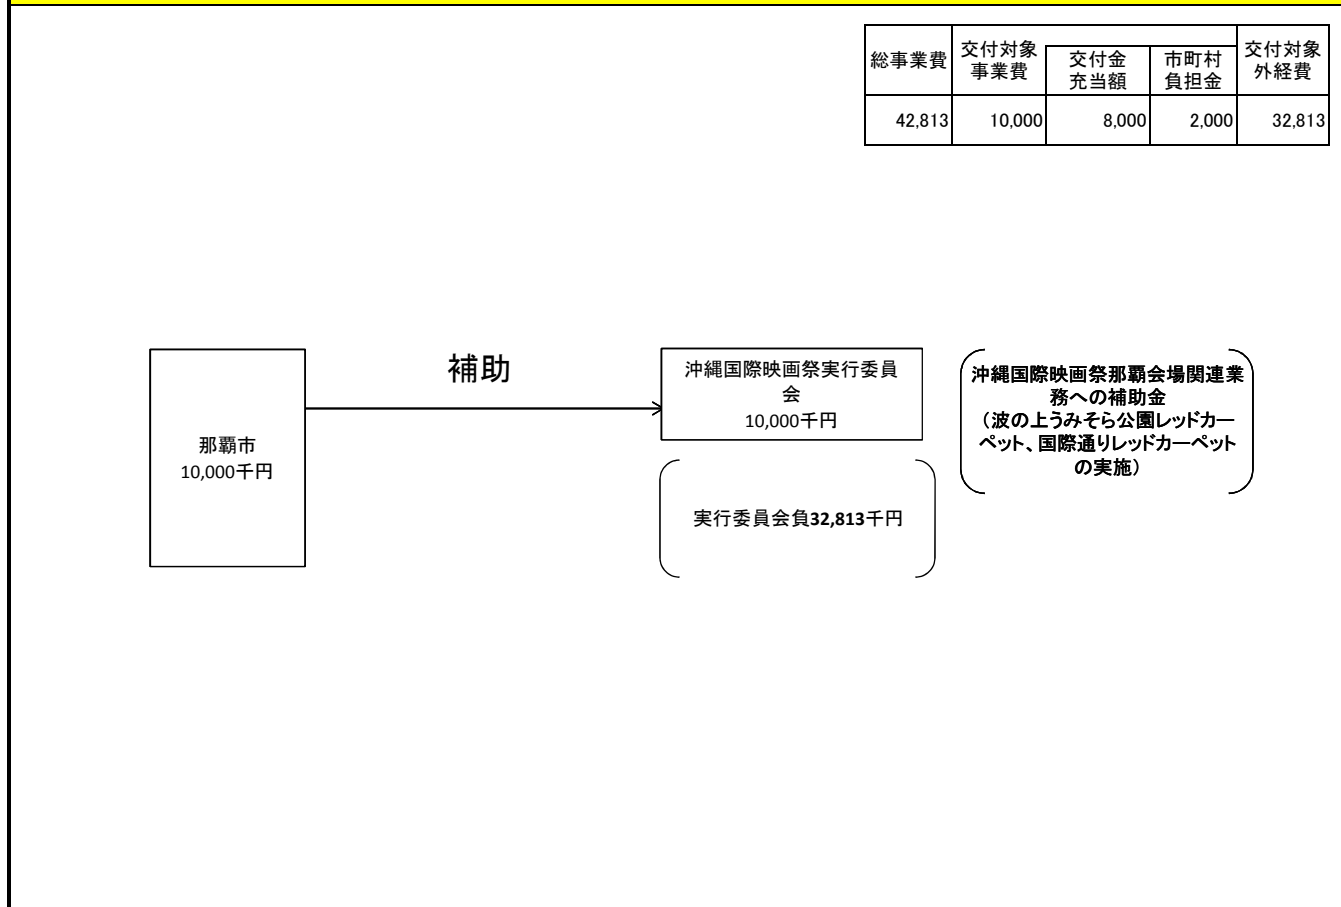 総事業費
交付対象
事業費
交付金
充当額
市町村
負担金
交付対象
外経費
42,813 10,000 8,000 2,000 32,813
補助
那覇市
10,000千円
沖縄国際映画祭実行委員
会
10,000千円
実行委員会負32,813千円
沖縄国際映画祭那覇会場関連業
務への補助金
（波の上うみそら公園レッドカー
ペット、国際通りレッドカーペット
の実施）